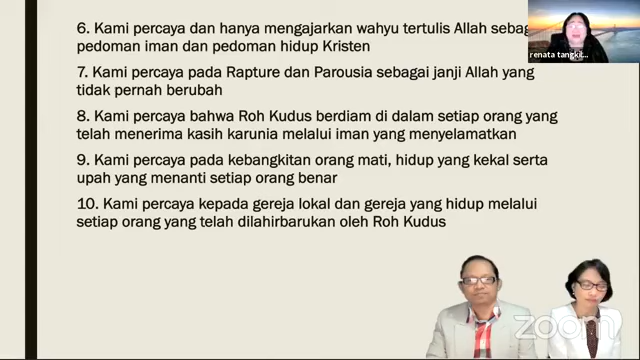 6. Kami percaya dan hanya mengajarkan wahyu tertulis Allah
pedoman iman dan pedoman hidup Kristen
7. Kami percaya pada Rapture dan Parousia sebagai janji Allah yang
tidak pernah berubah
8. Kami percaya bahwa Roh Kudus berdiam di dalam setiap orang yang
telah menerima kasih karunia melalui iman yang menyelamatkan
9. Kami percaya pada kebangkitan orang mati, hidup yang kekal serta
upah yang menanti setiap orang benar
10. Kami percaya kepada gereja lokal dan gereja yang hidup melalui
setiap orang yang telah dilahirbarukan oleh Roh Kudus
renata
zoom